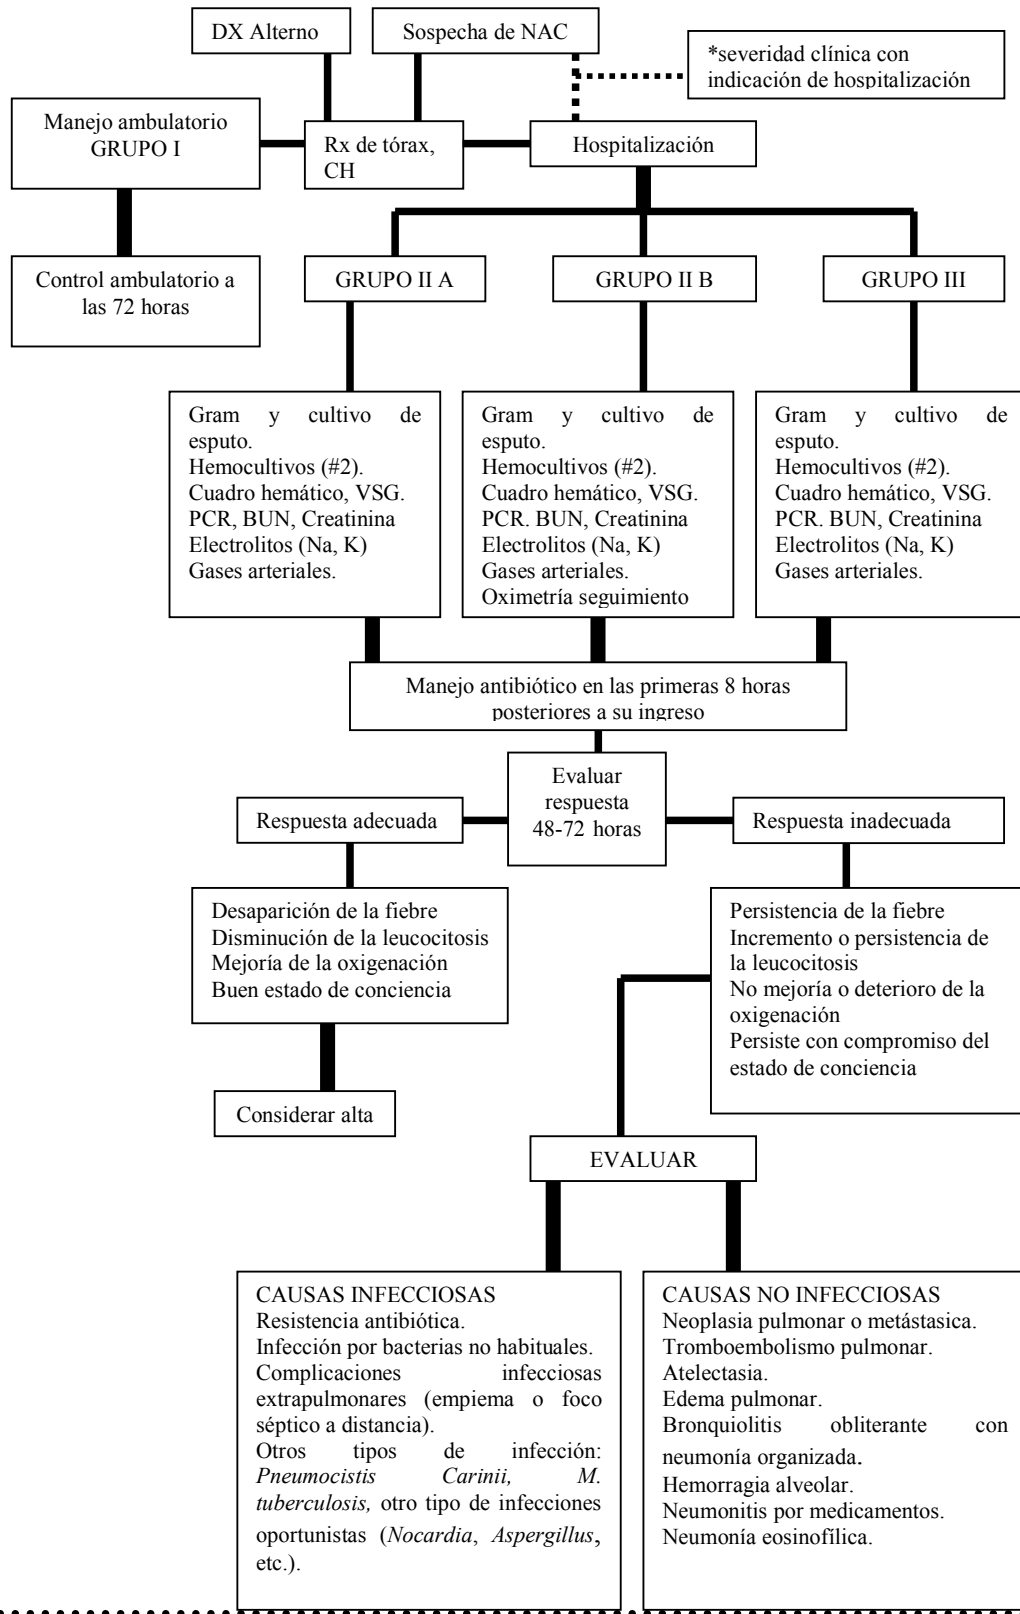 DX Alterno
Sospecha de NAC
*severidad clínica con
indicación de hospitalización
Manejo ambulatorio
GRUPO I
Rx de tórax,
CH
Hospitalización
Control ambulatorio a
las 72 horas
GRUPO II A
GRUPO II B
GRUPO III
Gram y cultivo de
esputo.
Hemocultivos (#2).
Cuadro hemático, VSG.
PCR, BUN, Creatinina
Electrolitos (Na, K)
Gases arteriales.
Gram y cultivo de
esputo.
Hemocultivos (#2).
Cuadro hemático, VSG.
PCR. BUN, Creatinina
Electrolitos (Na, K)
Gases arteriales.
Oximetría seguimiento
Gram y cultivo de
esputo.
Hemocultivos (#2).
Cuadro hemático, VSG.
PCR. BUN, Creatinina
Electrolitos (Na, K)
Gases arteriales.
Manejo antibiótico en las primeras 8 horas
posteriores a su ingreso
Evaluar
respuesta
48-72 horas
Respuesta adecuada
Respuesta inadecuada
Desaparición de la fiebre
Disminución de la leucocitosis
Mejoría de la oxigenación
Buen estado de conciencia
Persistencia de la fiebre
Incremento o persistencia de
la leucocitosis
No mejoría o deterioro de la
oxigenación
Persiste con compromiso del
estado de conciencia
Considerar alta
EVALUAR
CAUSAS INFECCIOSAS
Resistencia antibiótica.
Infección por bacterias no habituales.
Complicaciones infecciosas
extrapulmonares (empiema o foco
séptico a distancia).
Otros tipos de infección:
Pneumocistis Carinii, M.
tuberculosis, otro tipo de infecciones
oportunistas (Nocardia, Aspergillus,
etc.).
CAUSAS NO INFECCIOSAS
Neoplasia pulmonar o metástasica.
Tromboembolismo pulmonar.
Atelectasia.
Edema pulmonar.
Bronquiolitis obliterante con
neumonía organizada.
Hemorragia alveolar.
Neumonitis por medicamentos.
Neumonía eosinofílica.